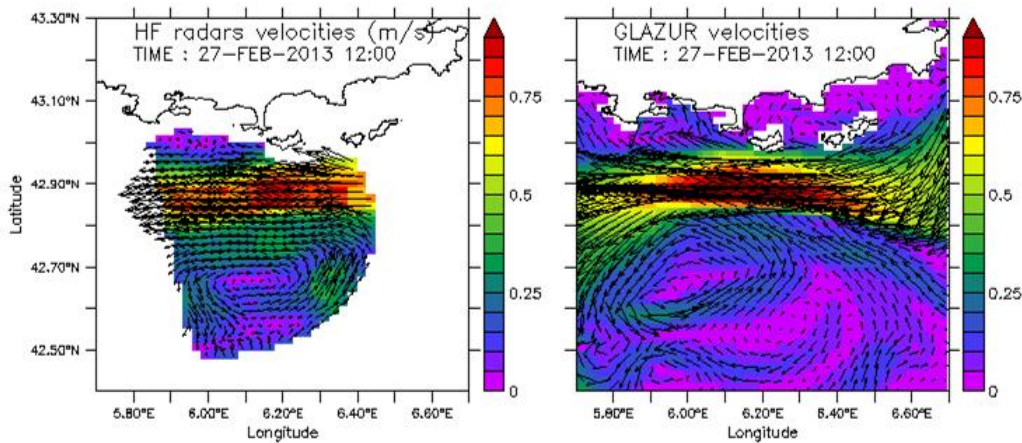 HF radars velocities (m/s)
TIME : 27-FEB-2013 12:00
43.30°N
43.10°N
42.90°N
42.70°N
42.50°N
Latitude
5.80°E 6.00°E 6.20°E 6.40°E 6.60°E
Longitude
0.75
0.5
0.25
0
GLAZUR velocities
TIME : 27-FEB-2013 12:00
5.80°E 6.00°E 6.20°E 6.40°E 6.60°E
Longitude
0.75
0.5
0.25
0